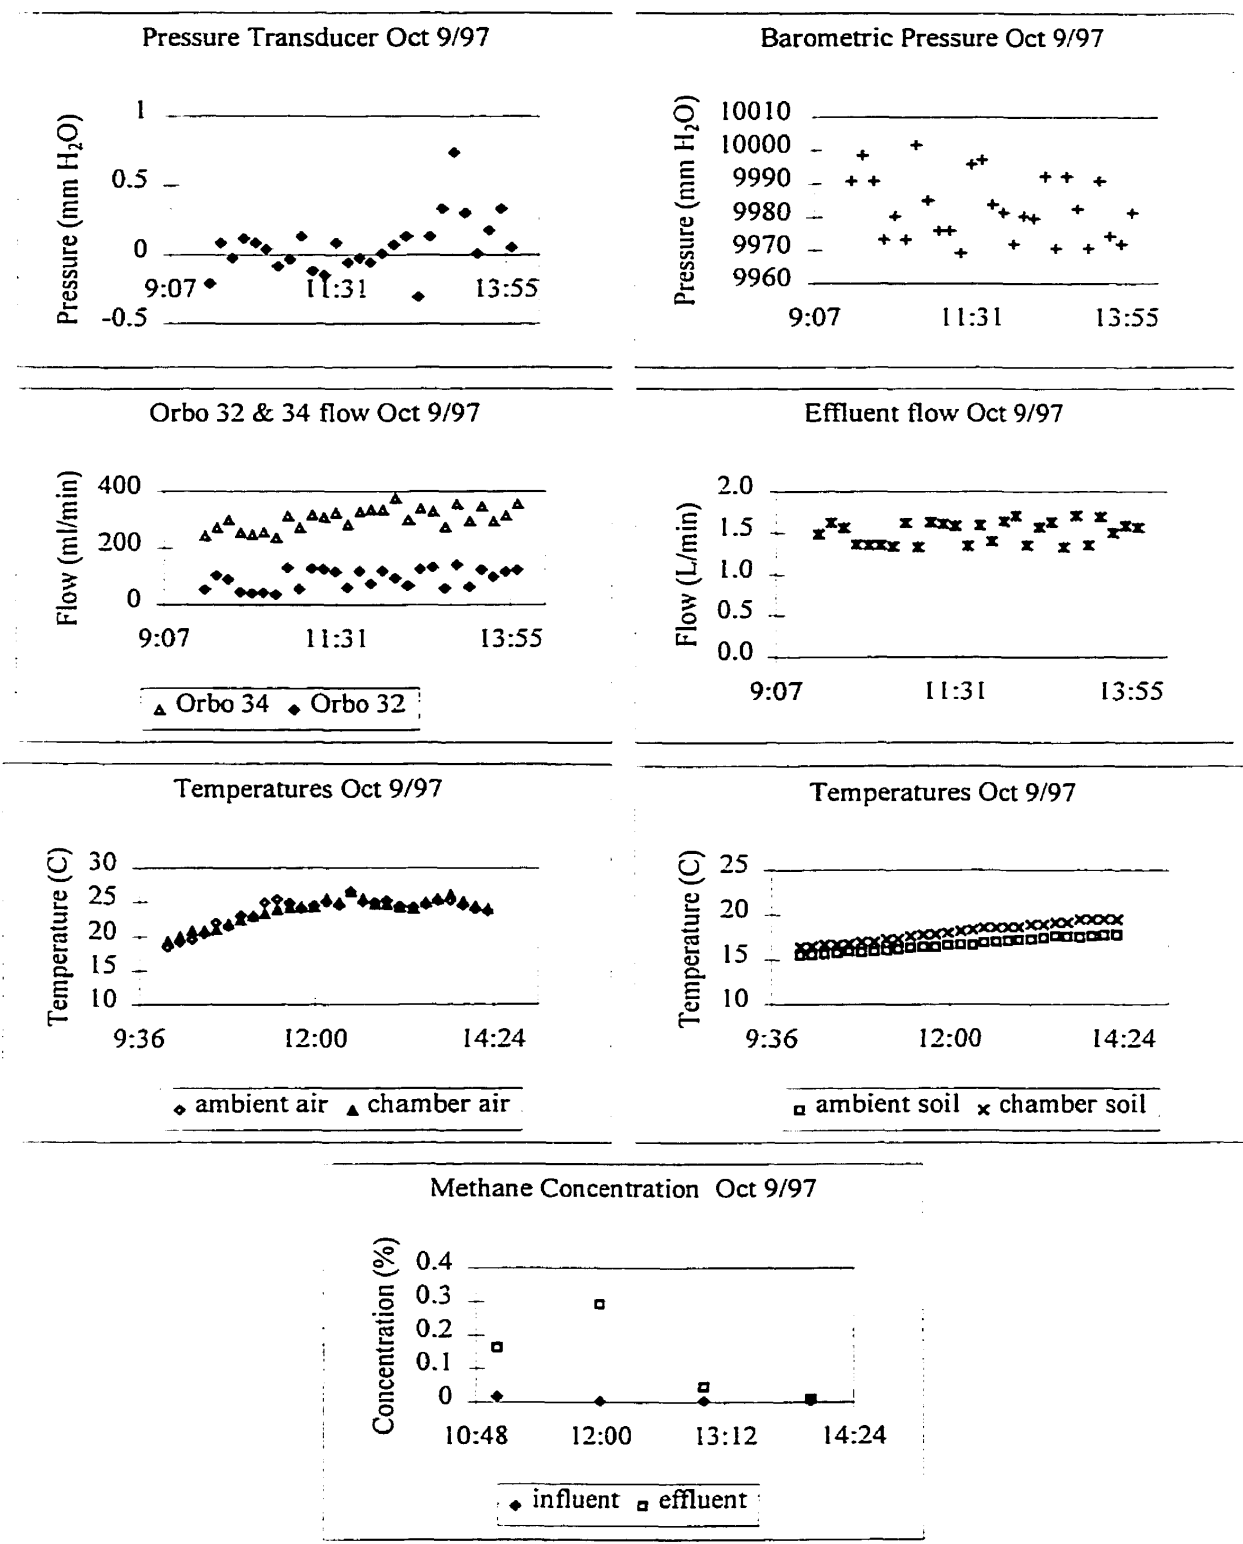 Pressure Transducer Oct 9/97
Pressure (mm H₂O)
1
0.5
0
-0.5
9:07 11:31 13:55
Barometric Pressure Oct 9/97
Pressure (mm H₂O)
10010
10000
9990
9980
9970
9960
9:07 11:31 13:55
Orbo 32 & 34 flow Oct 9/97
Flow (ml/min)
400
200
0
9:07 11:31 13:55
Orbo 34 Orbo 32
Effluent flow Oct 9/97
Flow (L/min)
2.0
1.5
1.0
0.5
0.0
9:07 11:31 13:55
Temperatures Oct 9/97
Temperature (C)
30
25
20
15
10
9:36 12:00 14:24
ambient air chamber air
Temperatures Oct 9/97
Temperature (C)
25
20
15
10
9:36 12:00 14:24
ambient soil chamber soil
Methane Concentration Oct 9/97
Concentration (%)
0.4
0.3
0.2
0.1
0
10:48 12:00 13:12 14:24
influent effluent